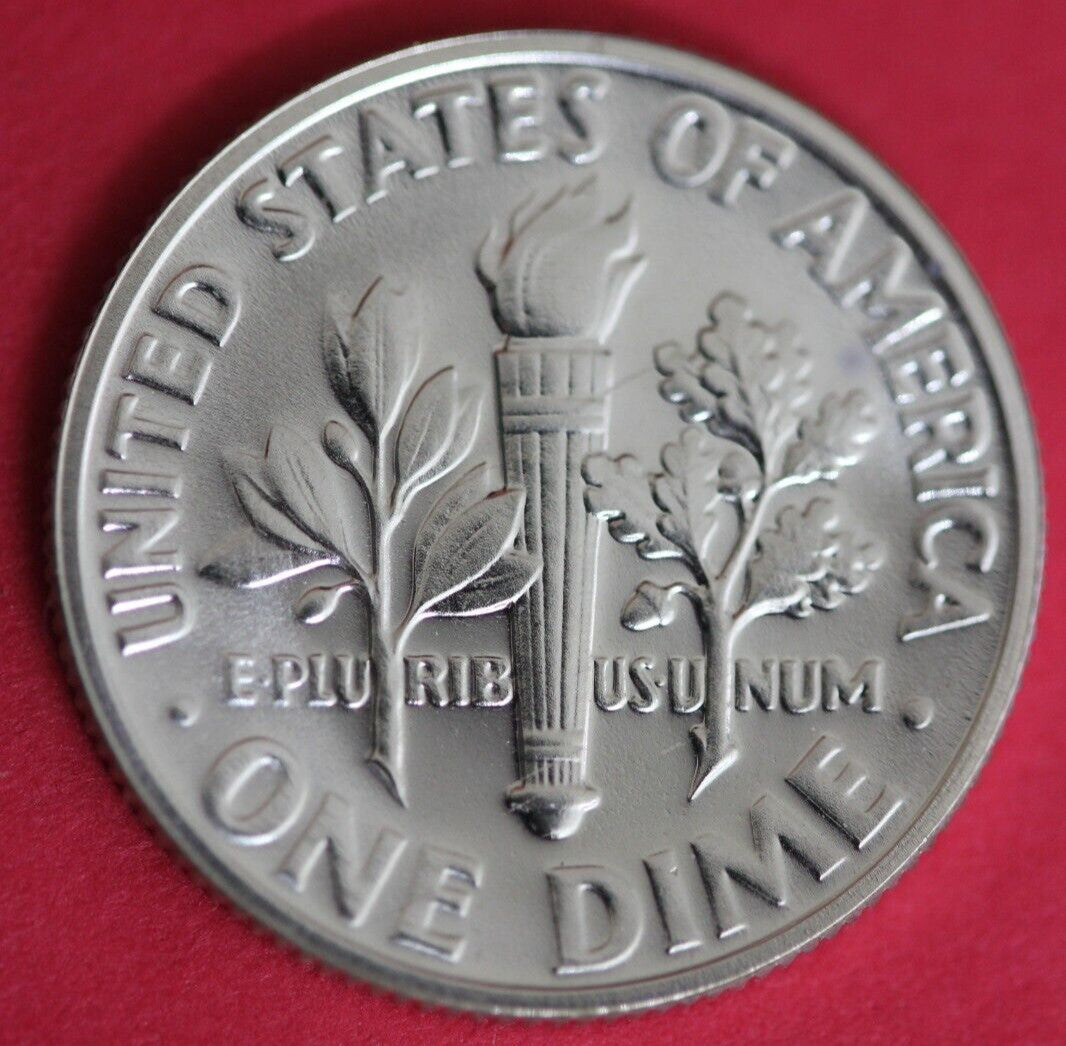 UNITED STATES OF AMERICA
E·PLU RIB US·U NUM
· ONE DIME ·